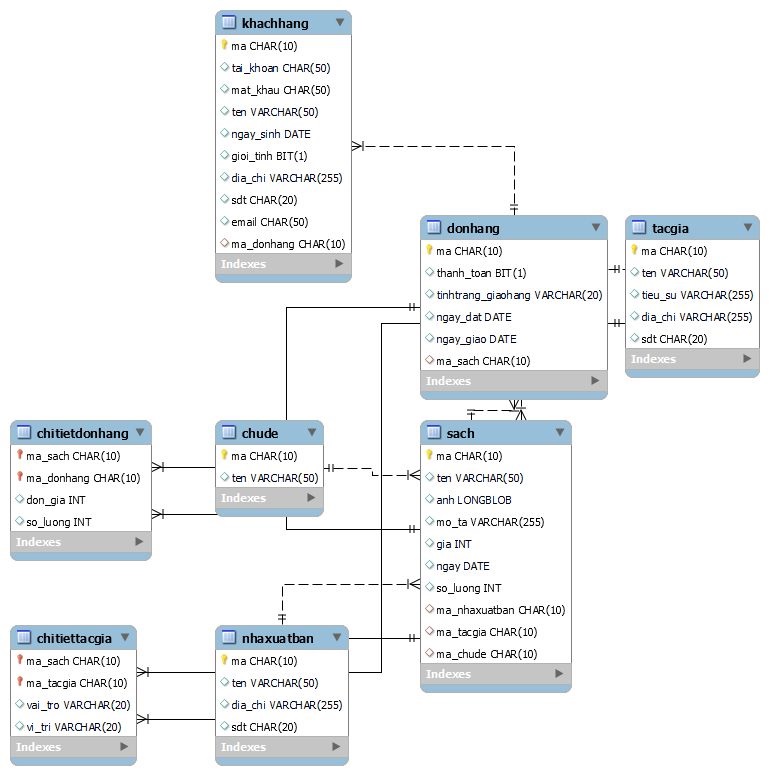 khachhang
ma CHAR(10)
tai_khoan CHAR(50)
mat_khau CHAR(50)
ten VARCHAR(50)
ngay_sinh DATE
gioi_tinh BIT(1)
dia_chi VARCHAR(255)
sdt CHAR(20)
email CHAR(50)
ma_donhang CHAR(10)
Indexes
donhang
ma CHAR(10)
thanh_toan BIT(1)
tinhtrang_giaohang VARCHAR(20)
ngay_dat DATE
ngay_giao DATE
ma_sach CHAR(10)
Indexes
tacgia
ma CHAR(10)
ten VARCHAR(50)
tieu_su VARCHAR(255)
dia_chi VARCHAR(255)
sdt CHAR(20)
Indexes
chitietdonhang
ma_sach CHAR(10)
ma_donhang CHAR(10)
don_gia INT
so_luong INT
Indexes
chude
ma CHAR(10)
ten VARCHAR(50)
Indexes
sach
ma CHAR(10)
ten VARCHAR(50)
anh LONGBLOB
mo_ta VARCHAR(255)
gia INT
ngay DATE
so_luong INT
ma_nhaxuatban CHAR(10)
ma_tacgia CHAR(10)
ma_chude CHAR(10)
Indexes
chitiettacgia
ma_sach CHAR(10)
ma_tacgia CHAR(10)
vai_tro VARCHAR(20)
vi_tri VARCHAR(20)
Indexes
nhaxuatban
ma CHAR(10)
ten VARCHAR(50)
dia_chi VARCHAR(255)
sdt CHAR(20)
Indexes